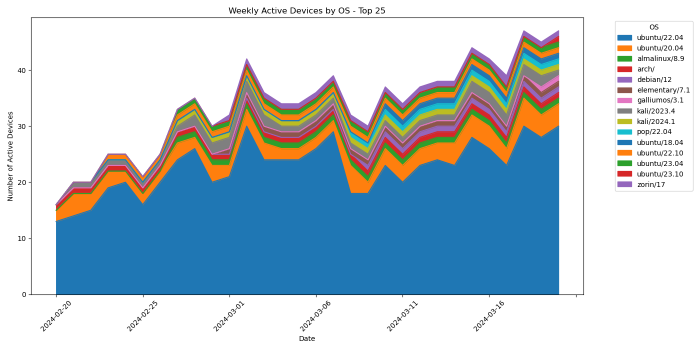 Weekly Active Devices by OS - Top 25
Number of Active Devices
40
30
20
10
0
2024-02-20
2024-02-25
2024-03-01
2024-03-06
2024-03-11
2024-03-16
Date
OS
ubuntu/22.04
ubuntu/20.04
almalinux/8.9
arch/
debian/12
elementary/7.1
galliumos/3.1
kali/2023.4
kali/2024.1
pop/22.04
ubuntu/18.04
ubuntu/22.10
ubuntu/23.04
ubuntu/23.10
zorin/17